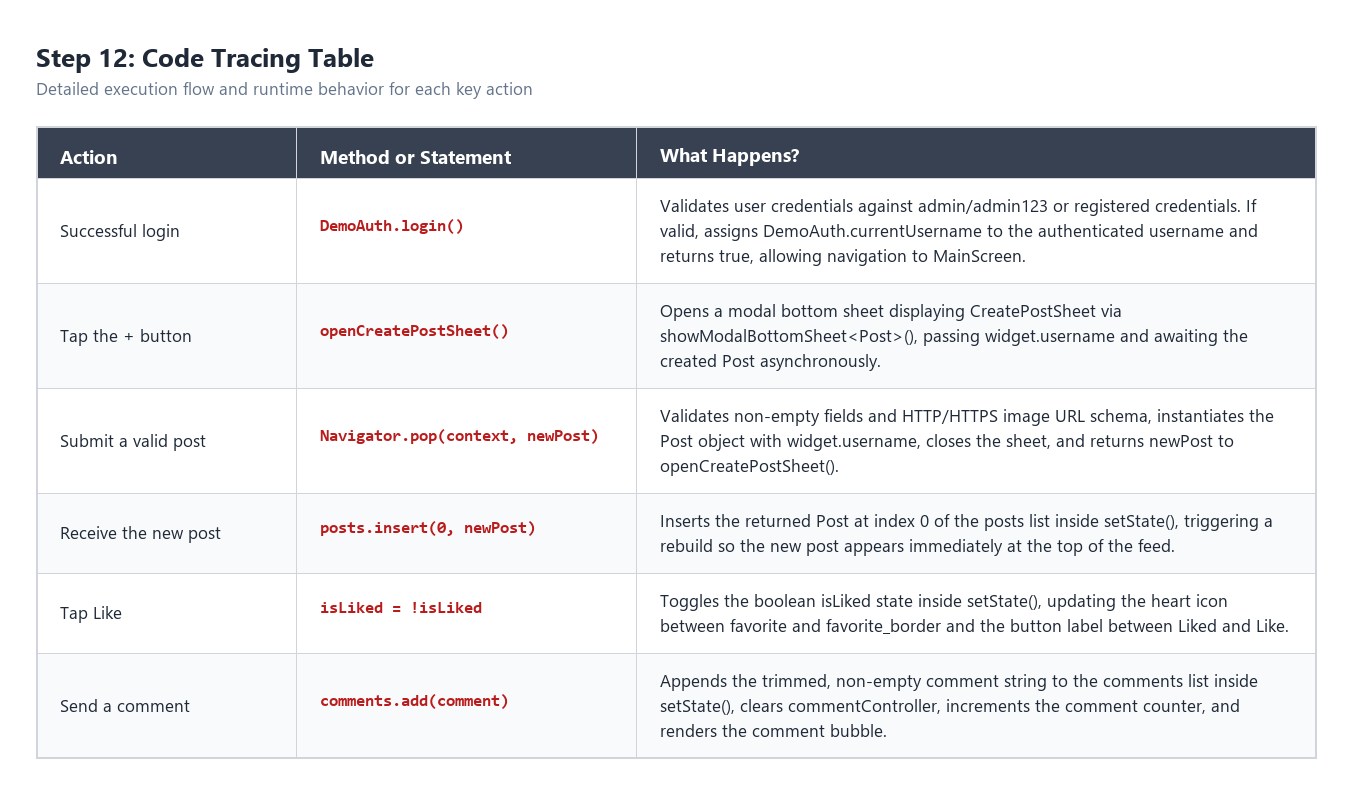 Step 12: Code Tracing Table
Detailed execution flow and runtime behavior for each key action
Action
Method or Statement
What Happens?
Successful login
DemoAuth.login()
Validates user credentials against admin/admin123 or registered credentials. If
valid, assigns DemoAuth.currentUsername to the authenticated username and
returns true, allowing navigation to MainScreen.
Tap the + button
openCreatePostSheet()
Opens a modal bottom sheet displaying CreatePostSheet via
showModalBottomSheet<Post>(), passing widget.username and awaiting the
created Post asynchronously.
Submit a valid post
Navigator.pop(context, newPost)
Validates non-empty fields and HTTP/HTTPS image URL schema, instantiates the
Post object with widget.username, closes the sheet, and returns newPost to
openCreatePostSheet().
Receive the new post
posts.insert(0, newPost)
Inserts the returned Post at index 0 of the posts list inside setState(), triggering a
rebuild so the new post appears immediately at the top of the feed.
Tap Like
isLiked = !isLiked
Toggles the boolean isLiked state inside setState(), updating the heart icon
between favorite and favorite_border and the button label between Liked and Like.
Send a comment
comments.add(comment)
Appends the trimmed, non-empty comment string to the comments list inside
setState(), clears commentController, increments the comment counter, and
renders the comment bubble.